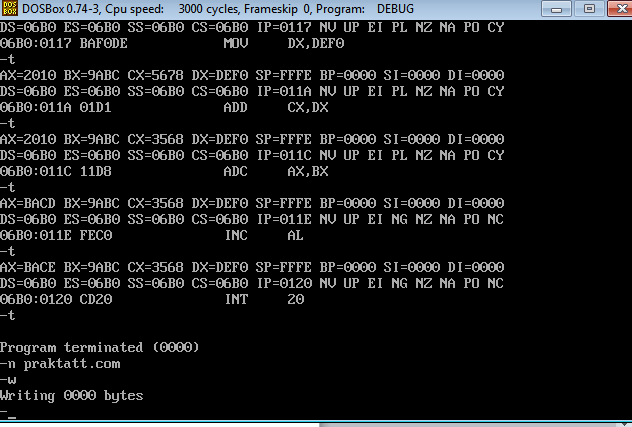 DOS
BOX
DOSBox 0.74-3, Cpu speed: 3000 cycles, Frameskip 0, Program: DEBUG
DS=06B0 ES=06B0 SS=06B0 CS=06B0 IP=0117 NV UP EI PL NZ NA PO CY
06B0:0117 BAF0DE MOV DX,DEF0
-t
AX=2010 BX=9ABC CX=5678 DX=DEF0 SP=FFFE BP=0000 SI=0000 DI=0000
DS=06B0 ES=06B0 SS=06B0 CS=06B0 IP=011A NV UP EI PL NZ NA PO CY
06B0:011A 01D1 ADD CX,DX
-t
AX=2010 BX=9ABC CX=3568 DX=DEF0 SP=FFFE BP=0000 SI=0000 DI=0000
DS=06B0 ES=06B0 SS=06B0 CS=06B0 IP=011C NV UP EI PL NZ NA PO CY
06B0:011C 11D8 ADC AX,BX
-t
AX=BACD BX=9ABC CX=3568 DX=DEF0 SP=FFFE BP=0000 SI=0000 DI=0000
DS=06B0 ES=06B0 SS=06B0 CS=06B0 IP=011E NV UP EI NG NZ NA PO NC
06B0:011E FEC0 INC AL
-t
AX=BACE BX=9ABC CX=3568 DX=DEF0 SP=FFFE BP=0000 SI=0000 DI=0000
DS=06B0 ES=06B0 SS=06B0 CS=06B0 IP=0120 NV UP EI NG NZ NA PO NC
06B0:0120 CD20 INT 20
-t
Program terminated (0000)
-n praktatt.com
-w
Writing 0000 bytes
-_